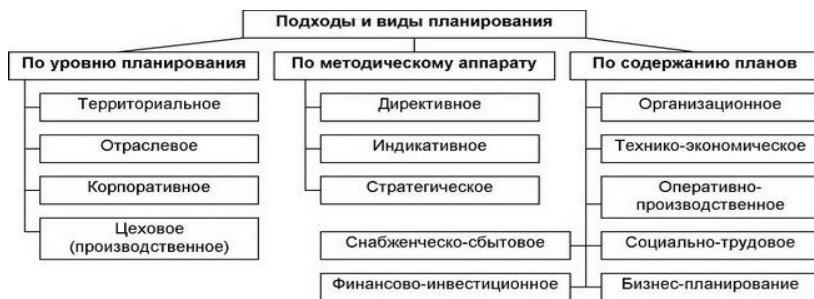 Подходы и виды планирования
По уровню планирования
Территориальное
Отраслевое
Корпоративное
Цеховое
(производственное)
По методическому аппарату
Директивное
Индикативное
Стратегическое
По содержанию планов
Организационное
Технико-экономическое
Оперативно-
производственное
Снабженческо-сбытовое
Социально-трудовое
Финансово-инвестиционное
Бизнес-планирование